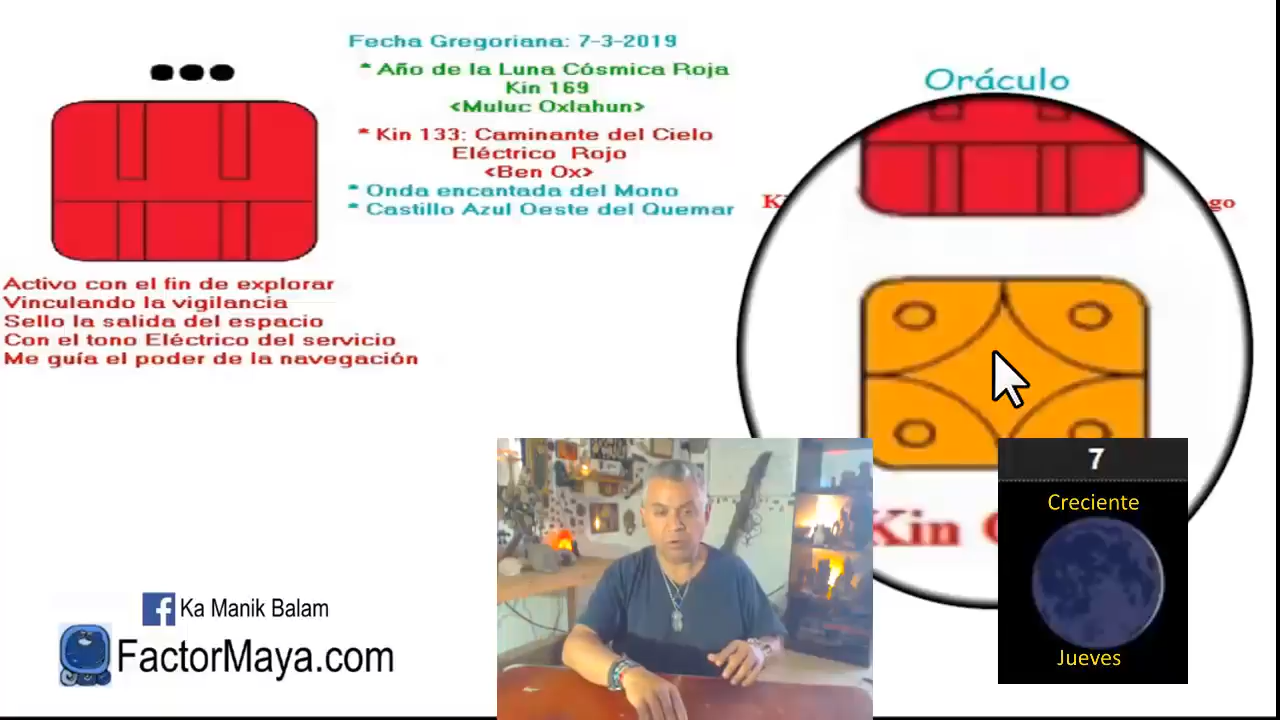 Fecha Gregoriana: 7-3-2019
* Año de la Luna Cósmica Roja
Kin 169
<Muluc Oxlahun>
* Kin 133: Caminante del Cielo
Eléctrico Rojo
<Ben Ox>
* Onda encantada del Mono
* Castillo Azul Oeste del Quemar
Activo con el fin de explorar
Vinculando la vigilancia
Sello la salida del espacio
Con el tono Eléctrico del servicio
Me guía el poder de la navegación
Oráculo
Kin
7
Creciente
Jueves
Ka Manik Balam
FactorMaya.com